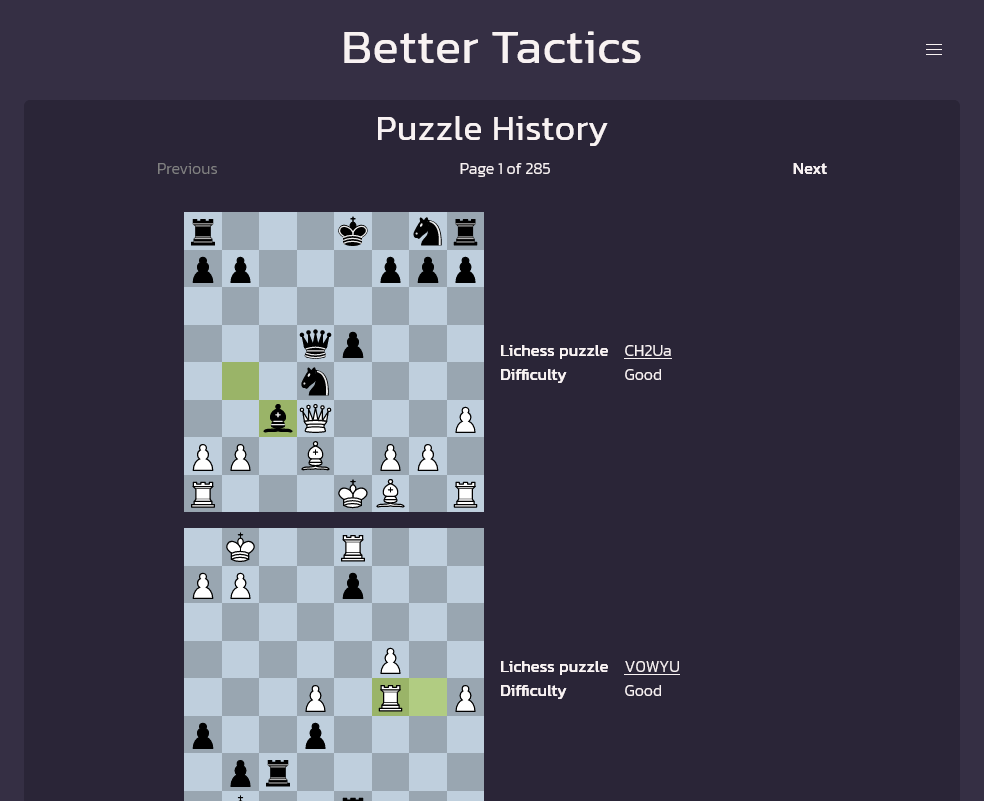 Better Tactics
Puzzle History
Previous Page 1 of 285 Next
Lichess puzzle CH2Ua
Difficulty Good
Lichess puzzle V0WYU
Difficulty Good